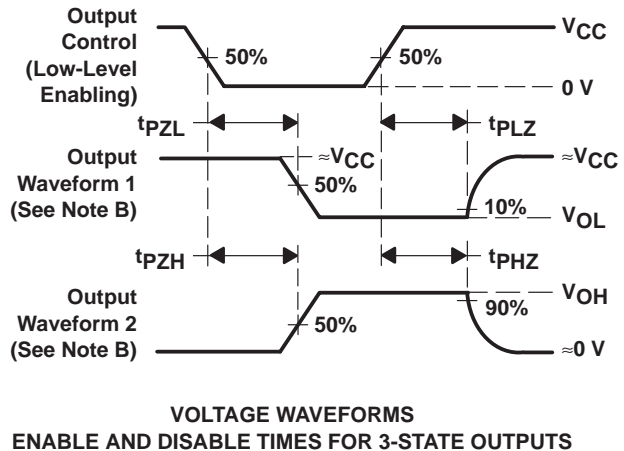 Output
Control
(Low-Level
Enabling)
50%
50%
VCC
0 V
tPZL
tPLZ
Output
Waveform 1
(See Note B)
≈VCC
50%
≈VCC
10%
VOL
tPZH
tPHZ
Output
Waveform 2
(See Note B)
50%
VOH
90%
≈0 V
VOLTAGE WAVEFORMS
ENABLE AND DISABLE TIMES FOR 3-STATE OUTPUTS